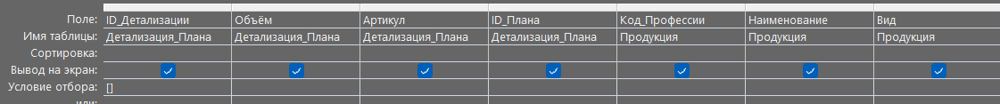 Поле: ID_Детализации Объём Артикул ID_Плана Код_Профессии Наименование Вид
Имя таблицы: Детализация_Плана Детализация_Плана Детализация_Плана Детализация_Плана Продукция Продукция Продукция
Сортировка:
Вывод на экран:
Условие отбора: []
или: